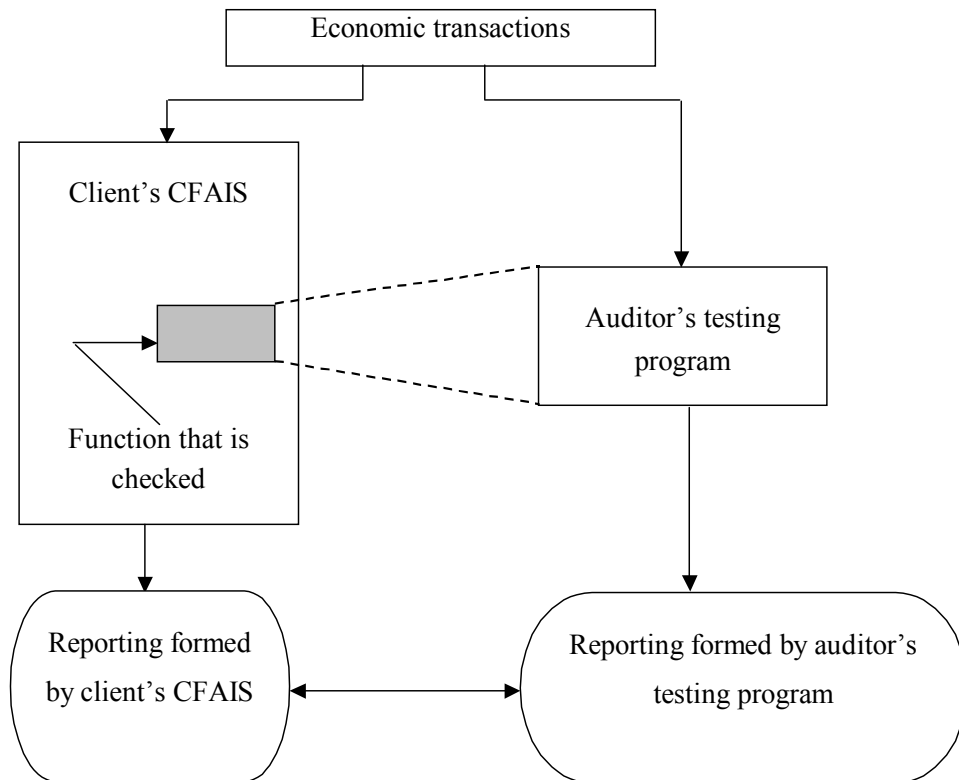 Economic transactions
Client’s CFAIS
Auditor’s testing
program
Function that is
checked
Reporting formed
by client’s CFAIS
Reporting formed by auditor’s
testing program